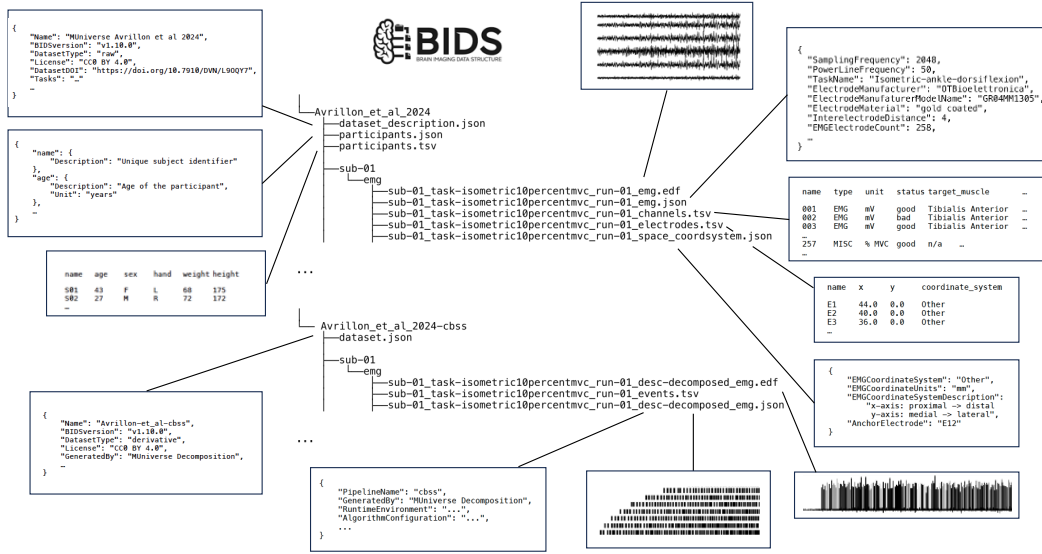 {
"Name": "MUniverse Avrillon et al 2024",
"BIDSversion": "v1.10.0",
"DatasetType": "raw",
"License": "CC0 BY 4.0",
"DatasetDOI": "https://doi.org/10.7910/DVN/L9OQY7",
"Tasks": "…"
…
}
BIDS
BRAIN IMAGING DATA STRUCTURE
{
"SamplingFrequency": 2048,
"PowerLineFrequency": 50,
"TaskName": "Isometric-ankle-dorsiflexion",
"ElectrodeManufacturer": "OTBioelettronica",
"ElectrodeManufaturerModelName": "GR04MM1305",
"ElectrodeMaterial": "gold coated",
"InterelectrodeDistance": 4,
"EMGElectrodeCount": 258,
…
}
{
"name": {
"Description": "Unique subject identifier"
},
"age": {
"Description": "Age of the participant",
"Unit": "years"
},
…
}
Avrillon_et_al_2024
dataset_description.json
participants.json
participants.tsv
sub-01
emg
sub-01_task-isometric10percentmvc_run-01_emg.edf
sub-01_task-isometric10percentmvc_run-01_emg.json
sub-01_task-isometric10percentmvc_run-01_channels.tsv
sub-01_task-isometric10percentmvc_run-01_electrodes.tsv
sub-01_task-isometric10percentmvc_run-01_space_coordsystem.json
...
name type unit status target_muscle …
001 EMG mV good Tibialis Anterior …
002 EMG mV bad Tibialis Anterior …
003 EMG mV good Tibialis Anterior …
…
257 MISC % MVC good n/a …
…
name age sex hand weight height
S01 43 F L 68 175
S02 27 M R 72 172
…
name x y coordinate_system
E1 44.0 0.0 Other
E2 40.0 0.0 Other
E3 36.0 0.0 Other
…
Avrillon_et_al_2024-cbss
dataset.json
sub-01
emg
sub-01_task-isometric10percentmvc_run-01_desc-decomposed_emg.edf
sub-01_task-isometric10percentmvc_run-01_events.tsv
sub-01_task-isometric10percentmvc_run-01_desc-decomposed_emg.json
...
{
"EMGCoordinateSystem": "Other",
"EMGCoordinateUnits": "mm",
"EMGCoordinateSystemDescription":
"x-axis: proximal –> distal
y-axis: medial –> lateral",
"AnchorElectrode": "E12"
}
{
"Name": "Avrillon-et_al-cbss",
"BIDSversion": "v1.10.0",
"DatasetType": "derivative",
"License": "CC0 BY 4.0",
"GeneratedBy": "MUniverse Decomposition",
…
}
{
"PipelineName": "cbss",
"GeneratedBy": "MUniverse Decomposition",
"RuntimeEnvironment": "...",
"AlgorithmConfiguration": "...",
...
}